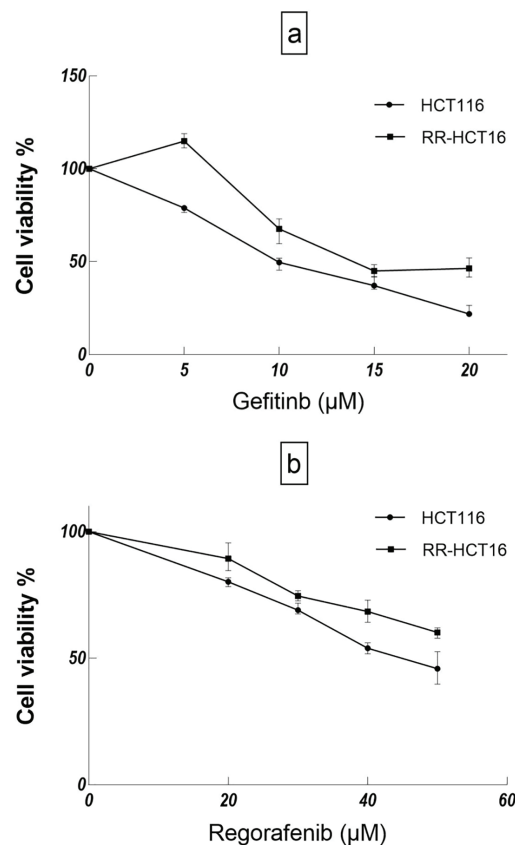 a
150
HCT116
RR-HCT16
100
Cell viability %
50
0
0 5 10 15 20
Gefitinb (µM)
b
HCT116
RR-HCT16
100
Cell viability %
50
0
0 20 40 60
Regorafenib (µM)